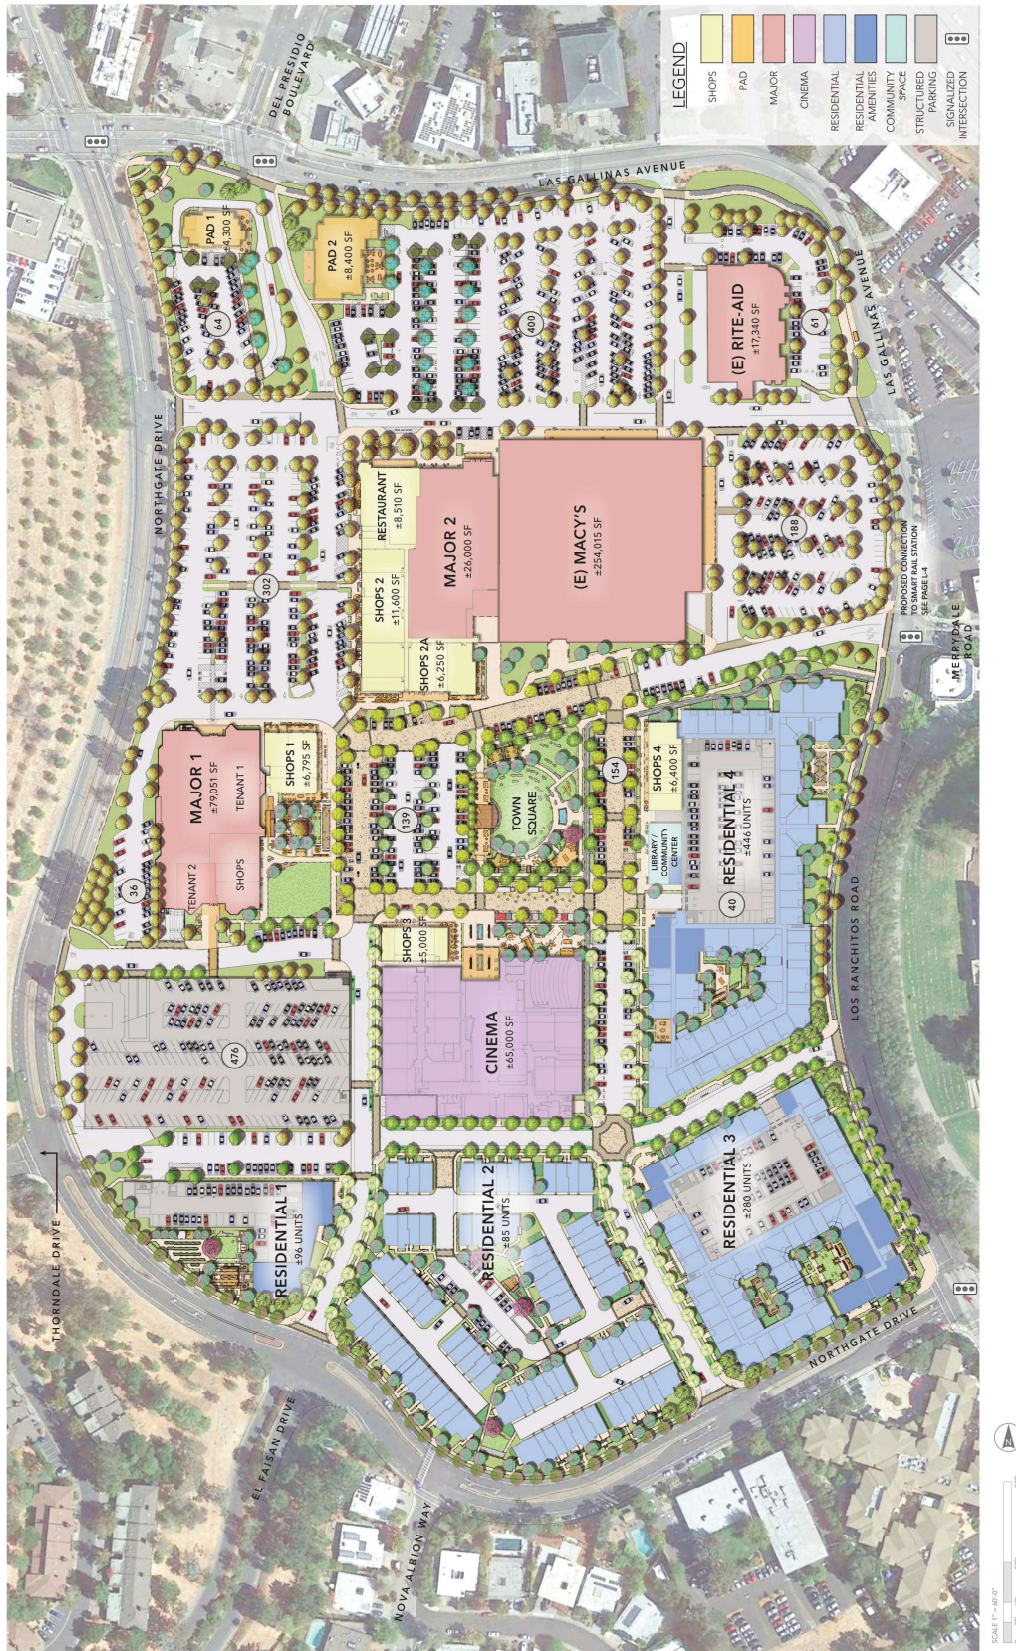 THORNDALE DRIVE
NORTHGATE DRIVE
DEL PRESIDIO
BOULEVARD
EL FAISAN DRIVE
NOVA ALBION WAY
RESIDENTIAL 1
±96 UNITS
476
36
MAJOR 1
±79,051 SF
TENANT 2
SHOPS
TENANT 1
SHOPS 1
±6,795 SF
302
64
PAD 1
±4,300 SF
PAD 2
±8,400 SF
RESIDENTIAL 2
±85 UNITS
CINEMA
±65,000 SF
SHOPS 3
±5,000 SF
139
TOWN
SQUARE
SHOPS 2
±11,600 SF
SHOPS 2A
±6,250 SF
RESTAURANT
±8,510 SF
MAJOR 2
±26,000 SF
(E) MACY'S
±254,015 SF
400
LAS GALLINAS AVENUE
RESIDENTIAL 3
±280 UNITS
40
RESIDENTIAL 4
±446 UNITS
LIBRARY /
COMMUNITY
CENTER
SHOPS 4
±6,400 SF
154
188
(E) RITE-AID
±17,340 SF
61
LAS GALLINAS AVENUE
NORTHGATE DRIVE
LOS RANCHITOS ROAD
MERRYDALE
ROAD
PROPOSED CONNECTION
TO SMART RAIL STATION
SEE PAGE L-4
LEGEND
SHOPS
PAD
MAJOR
CINEMA
RESIDENTIAL
RESIDENTIAL
AMENITIES
COMMUNITY
SPACE
STRUCTURED
PARKING
SIGNALIZED
INTERSECTION
SCALE 1" = 60'-0"